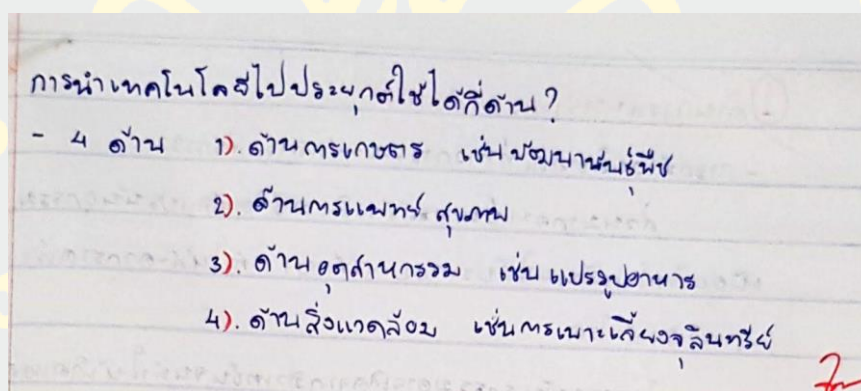 การนำเทคโนโลยีไปประยุกต์ใช้ได้กี่ด้าน?
- 4 ด้าน 1). ด้านการเกษตร เช่น พัฒนาพันธุ์พืช
2). ด้านการแพทย์ สุขภาพ
3). ด้านอุตสาหกรรม เช่น แปรรูปอาหาร
4). ด้านสิ่งแวดล้อม เช่นการเพาะเลี้ยงจุลินทรีย์